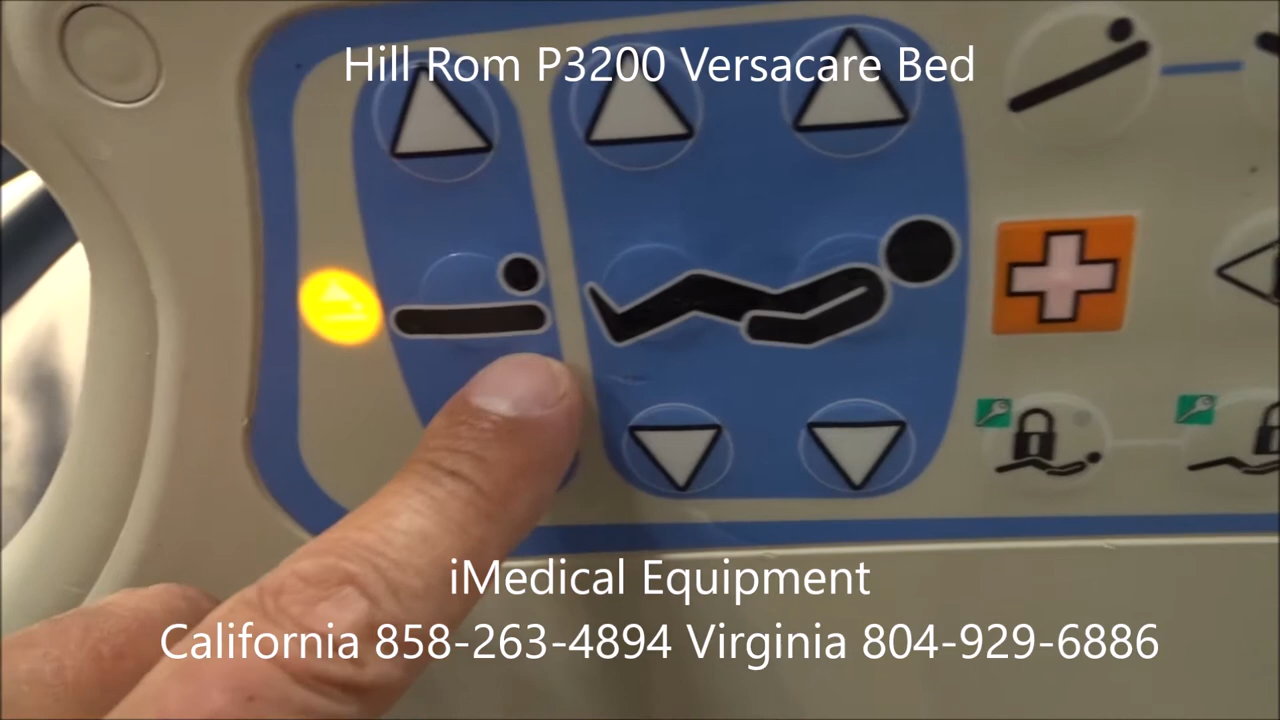 Hill Rom P3200 Versacare Bed
iMedical Equipment
California 858-263-4894 Virginia 804-929-6886